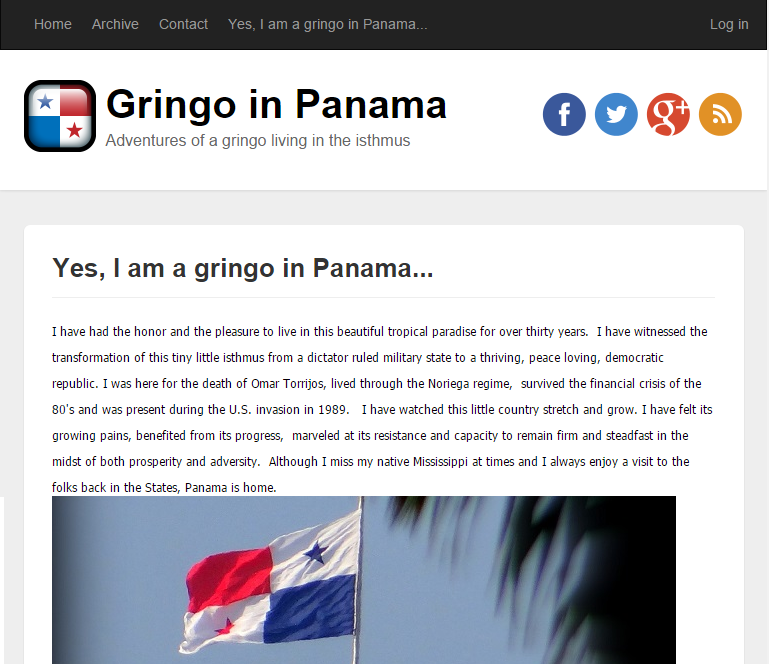 Home Archive Contact Yes, I am a gringo in Panama... Log in
Gringo in Panama
Adventures of a gringo living in the isthmus
Yes, I am a gringo in Panama...
I have had the honor and the pleasure to live in this beautiful tropical paradise for over thirty years.  I have witnessed the
transformation of this tiny little isthmus from a dictator ruled military state to a thriving, peace loving, democratic
republic. I was here for the death of Omar Torrijos, lived through the Noriega regime,  survived the financial crisis of the
80's and was present during the U.S. invasion in 1989.   I have watched this little country stretch and grow. I have felt its
growing pains, benefited from its progress,  marveled at its resistance and capacity to remain firm and steadfast in the
midst of both prosperity and adversity.  Although I miss my native Mississippi at times and I always enjoy a visit to the
folks back in the States, Panama is home.